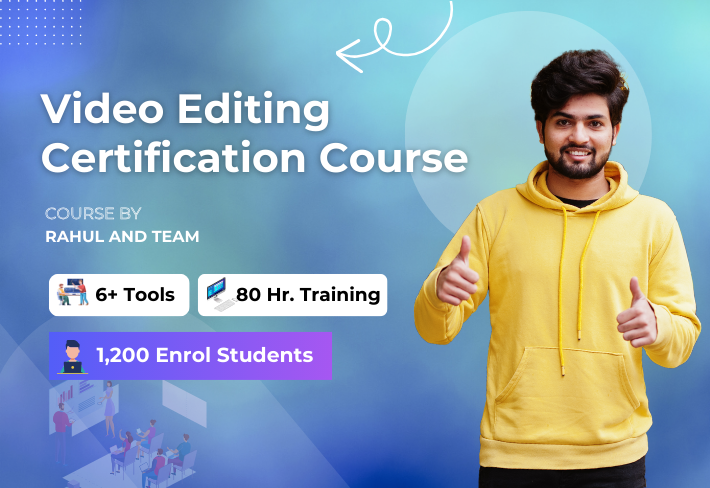 Video Editing
Certification Course
COURSE BY
RAHUL AND TEAM
6+ Tools
80 Hr. Training
1,200 Enrol Students